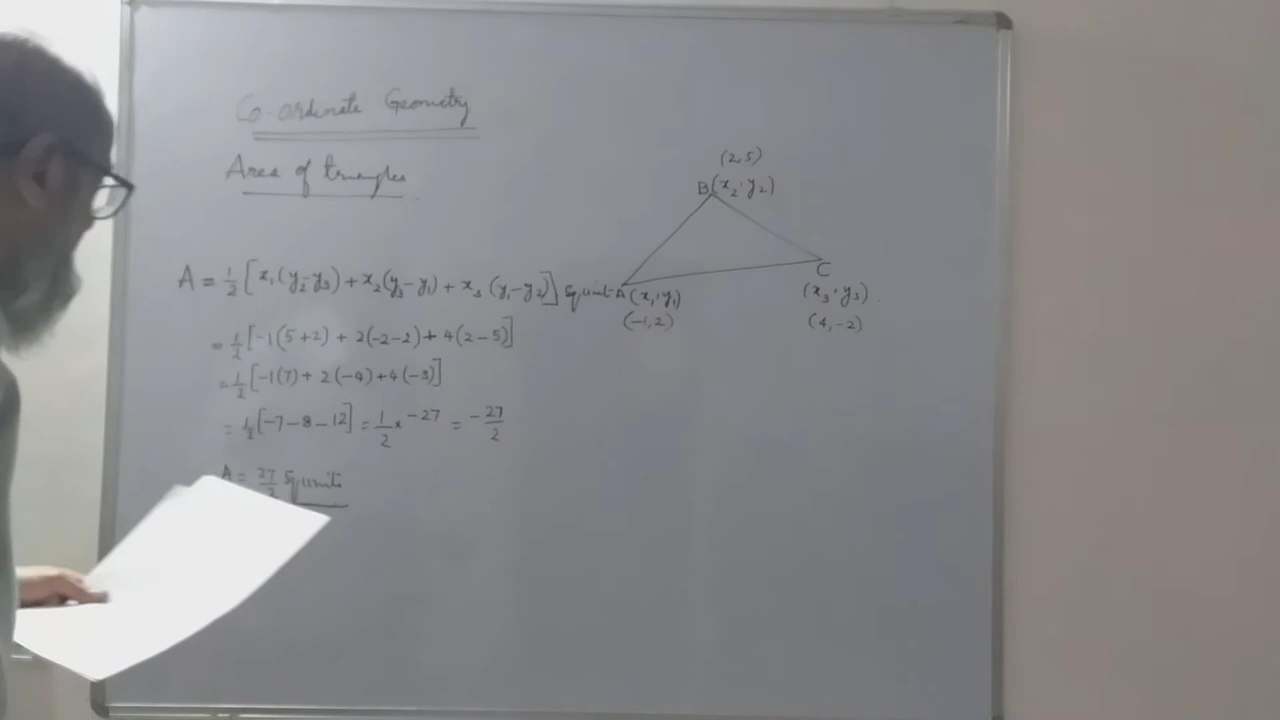 Co-ordinate Geometry
Area of triangles
(2,5)
B(x₂,y₂)
A = 1/2 [x₁(y₂-y₃)+x₂(y₃-y₁)+x₃(y₁-y₂)] Sq units
A(x₁,y₁)
(-1,2)
C
(x₃,y₃)
(4,-2)
= 1/2 [-1(5+2) + 2(-2-2)+ 4(2-5)]
= 1/2 [-1(7)+ 2(-4)+4(-3)]
= 1/2 [-7-8-12] = 1/2 x -27 = -27/2
A = 27/2 Sq units